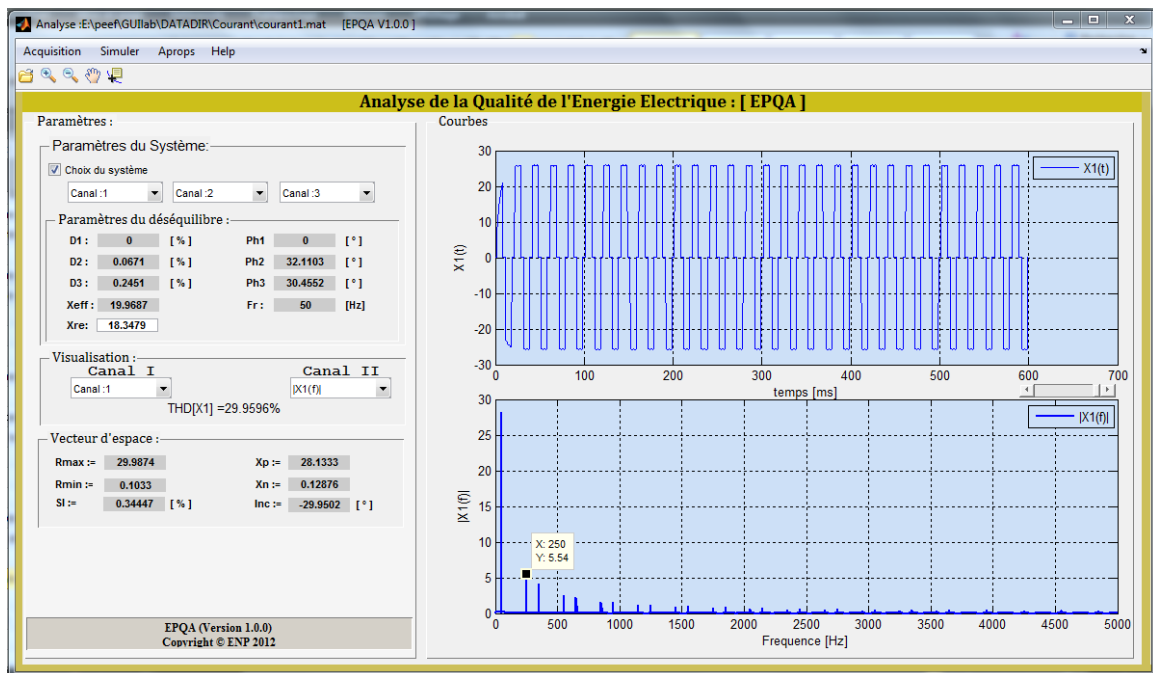 Analyse :E:\peef\GUIlab\DATADIR\Courant\courant1.mat [EPQA V1.0.0 ]
Acquisition Simuler Aprops Help
Analyse de la Qualité de l'Energie Electrique : [ EPQA ]
Paramètres :
Paramètres du Système:
Choix du système
Canal :1 Canal :2 Canal :3
Paramètres du déséquilibre :
D1 : 0 [ % ] Ph1 0 [ ° ]
D2 : 0.0671 [ % ] Ph2 32.1103 [ ° ]
D3 : 0.2451 [ % ] Ph3 30.4552 [ ° ]
Xeff : 19.9687 Fr : 50 [Hz]
Xre: 18.3479
Visualisation :
Canal I Canal II
Canal :1 |X1(f)|
THD[X1] =29.9596%
Vecteur d'espace :
Rmax := 29.9874 Xp := 28.1333
Rmin := 0.1033 Xn := 0.12876
SI := 0.34447 [ % ] Inc := -29.9502 [ ° ]
EPQA (Version 1.0.0)
Copyright © ENP 2012
Courbes
X1(t)
30
20
10
0
-10
-20
-30
X1(t)
0 100 200 300 400 500 600 700
temps [ms]
|X1(f)|
30
25
20
15
10
5
0
|X1(f)|
X: 250
Y: 5.54
0 500 1000 1500 2000 2500 3000 3500 4000 4500 5000
Frequence [Hz]